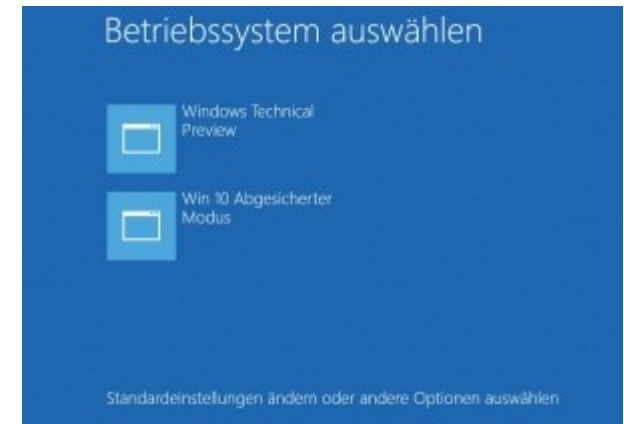 Betriebssystem auswählen
Windows Technical
Preview
Win 10 Abgesicherter
Modus
Standardeinstellungen ändern oder andere Optionen auswählen